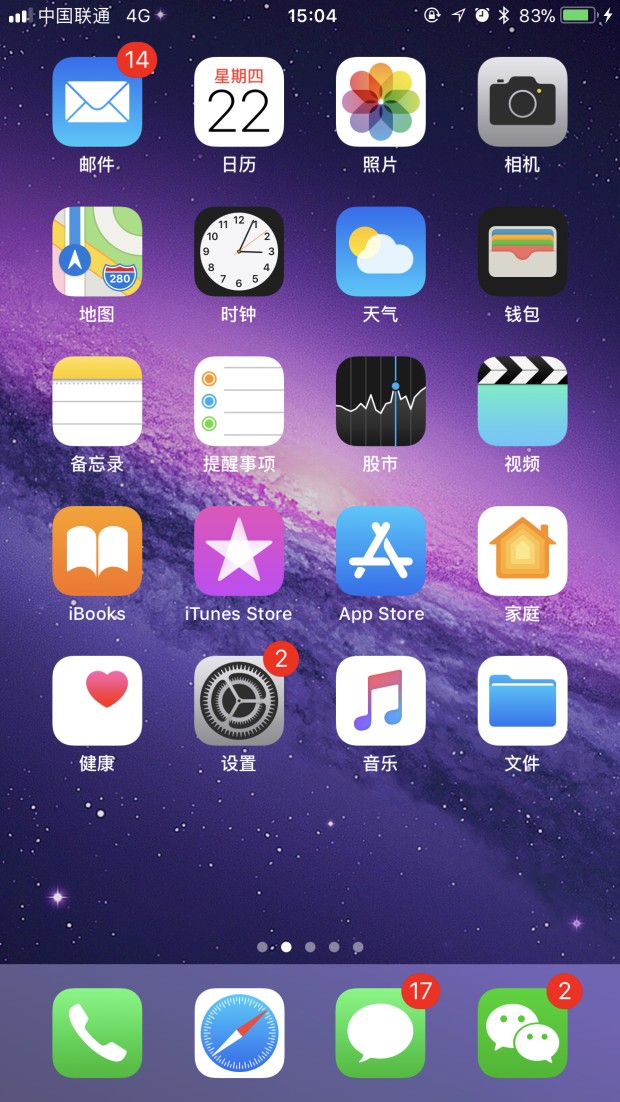 中国联通 4G 15:04 83%
14
星期四
22
邮件 日历 照片 相机
280
12 1 2 3 4 5 6 7 8 9 10 11
地图 时钟 天气 钱包
备忘录 提醒事项 股市 视频
iBooks iTunes Store App Store 家庭
2
健康 设置 音乐 文件
17 2